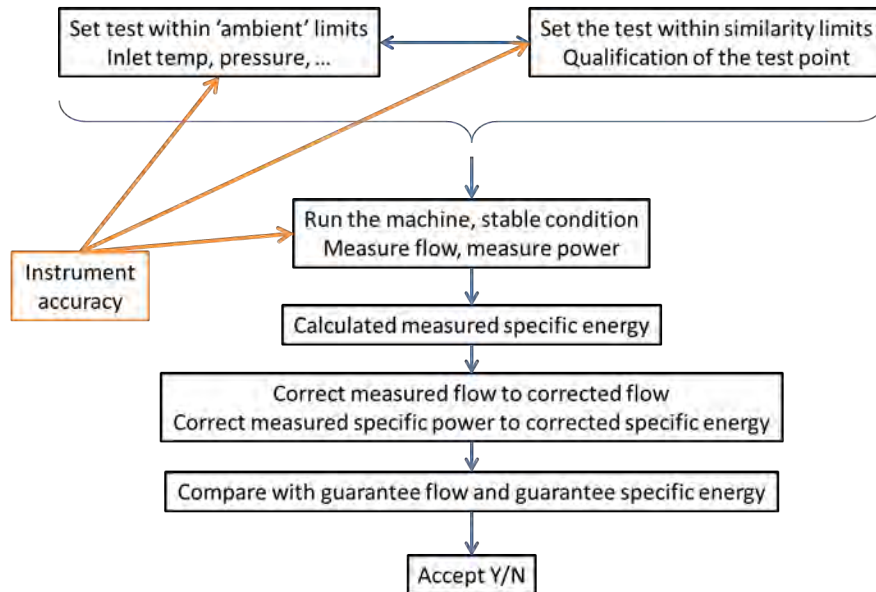 Set test within ‘ambient’ limits
Inlet temp, pressure, ...
Set the test within similarity limits
Qualification of the test point
Run the machine, stable condition
Measure flow, measure power
Instrument
accuracy
Calculated measured specific energy
Correct measured flow to corrected flow
Correct measured specific power to corrected specific energy
Compare with guarantee flow and guarantee specific energy
Accept Y/N